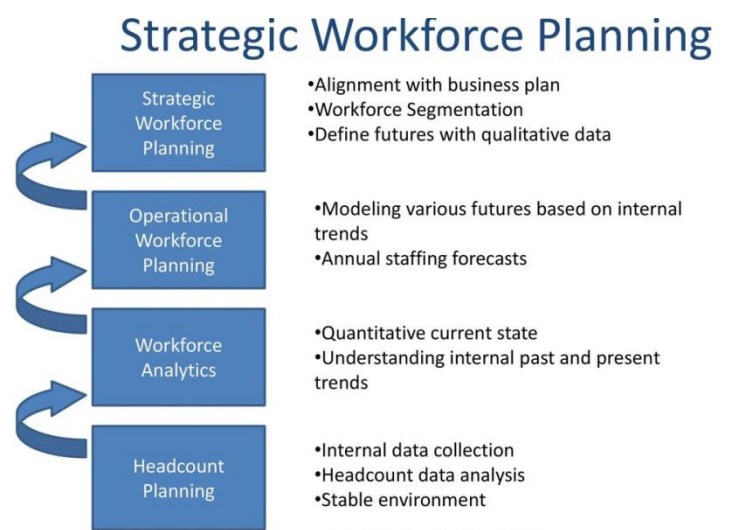 Strategic Workforce Planning
Strategic
Workforce
Planning
•Alignment with business plan
•Workforce Segmentation
•Define futures with qualitative data
Operational
Workforce
Planning
•Modeling various futures based on internal
trends
•Annual staffing forecasts
Workforce
Analytics
•Quantitative current state
•Understanding internal past and present
trends
Headcount
Planning
•Internal data collection
•Headcount data analysis
•Stable environment